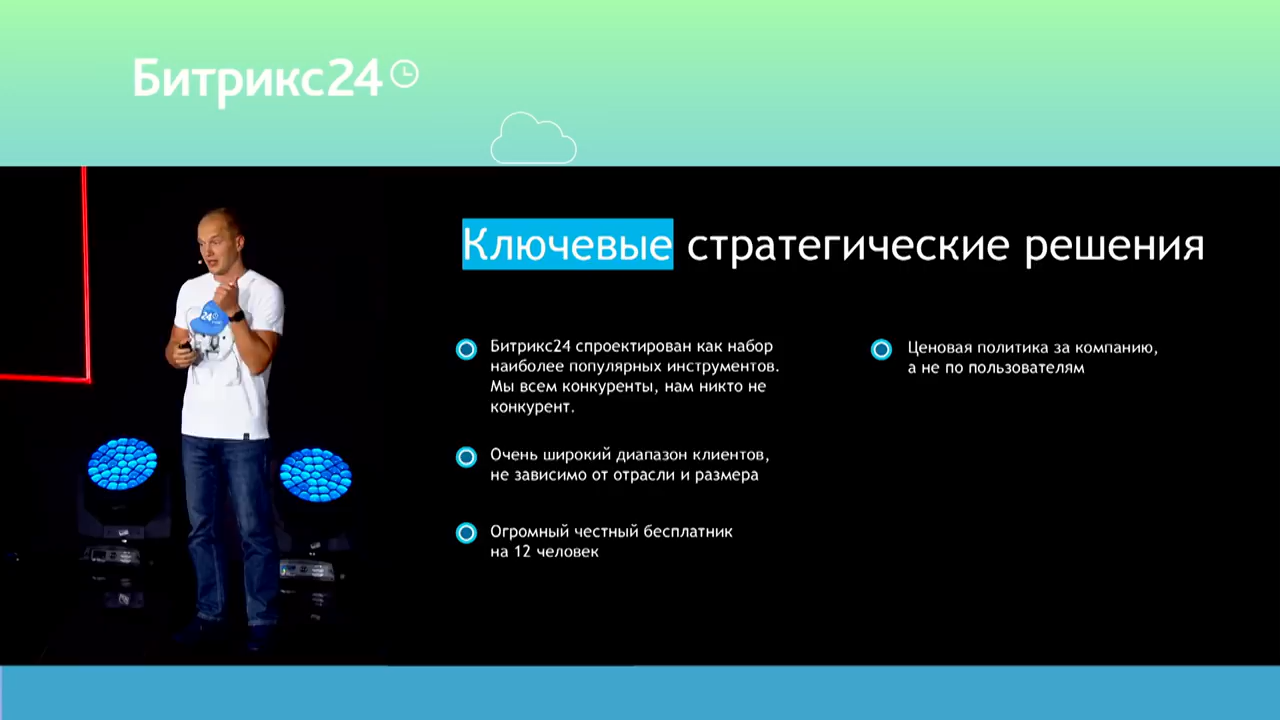 Битрикс24
Ключевые стратегические решения
Битрикс24 спроектирован как набор
наиболее популярных инструментов.
Мы всем конкуренты, нам никто не
конкурент.
Очень широкий диапазон клиентов,
не зависимо от отрасли и размера
Огромный честный бесплатник
на 12 человек
Ценовая политика за компанию,
а не по пользователям
24